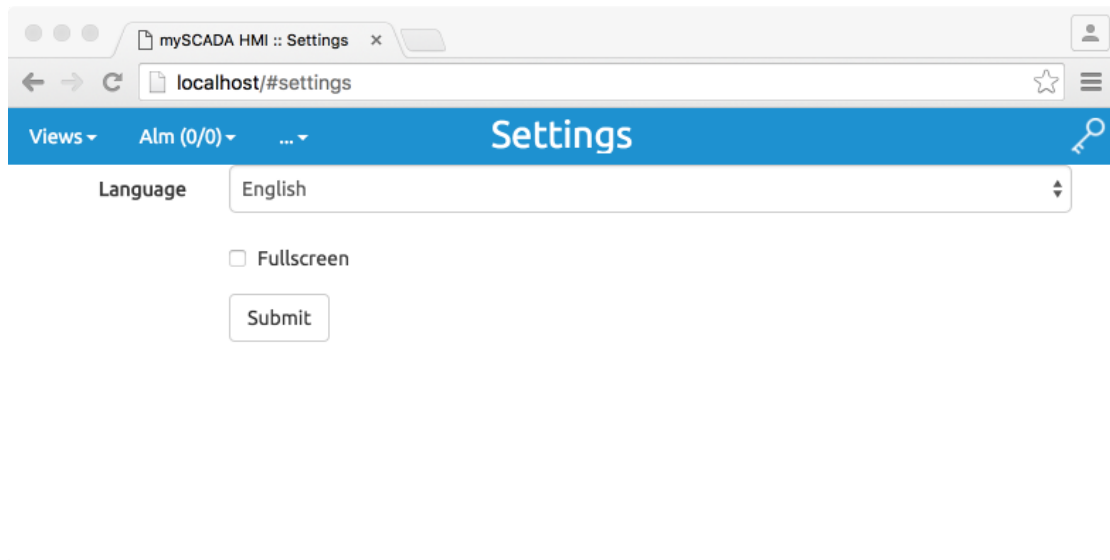 mySCADA HMI :: Settings
localhost/#settings
Views Alm (0/0) ... Settings
Language English
Fullscreen
Submit